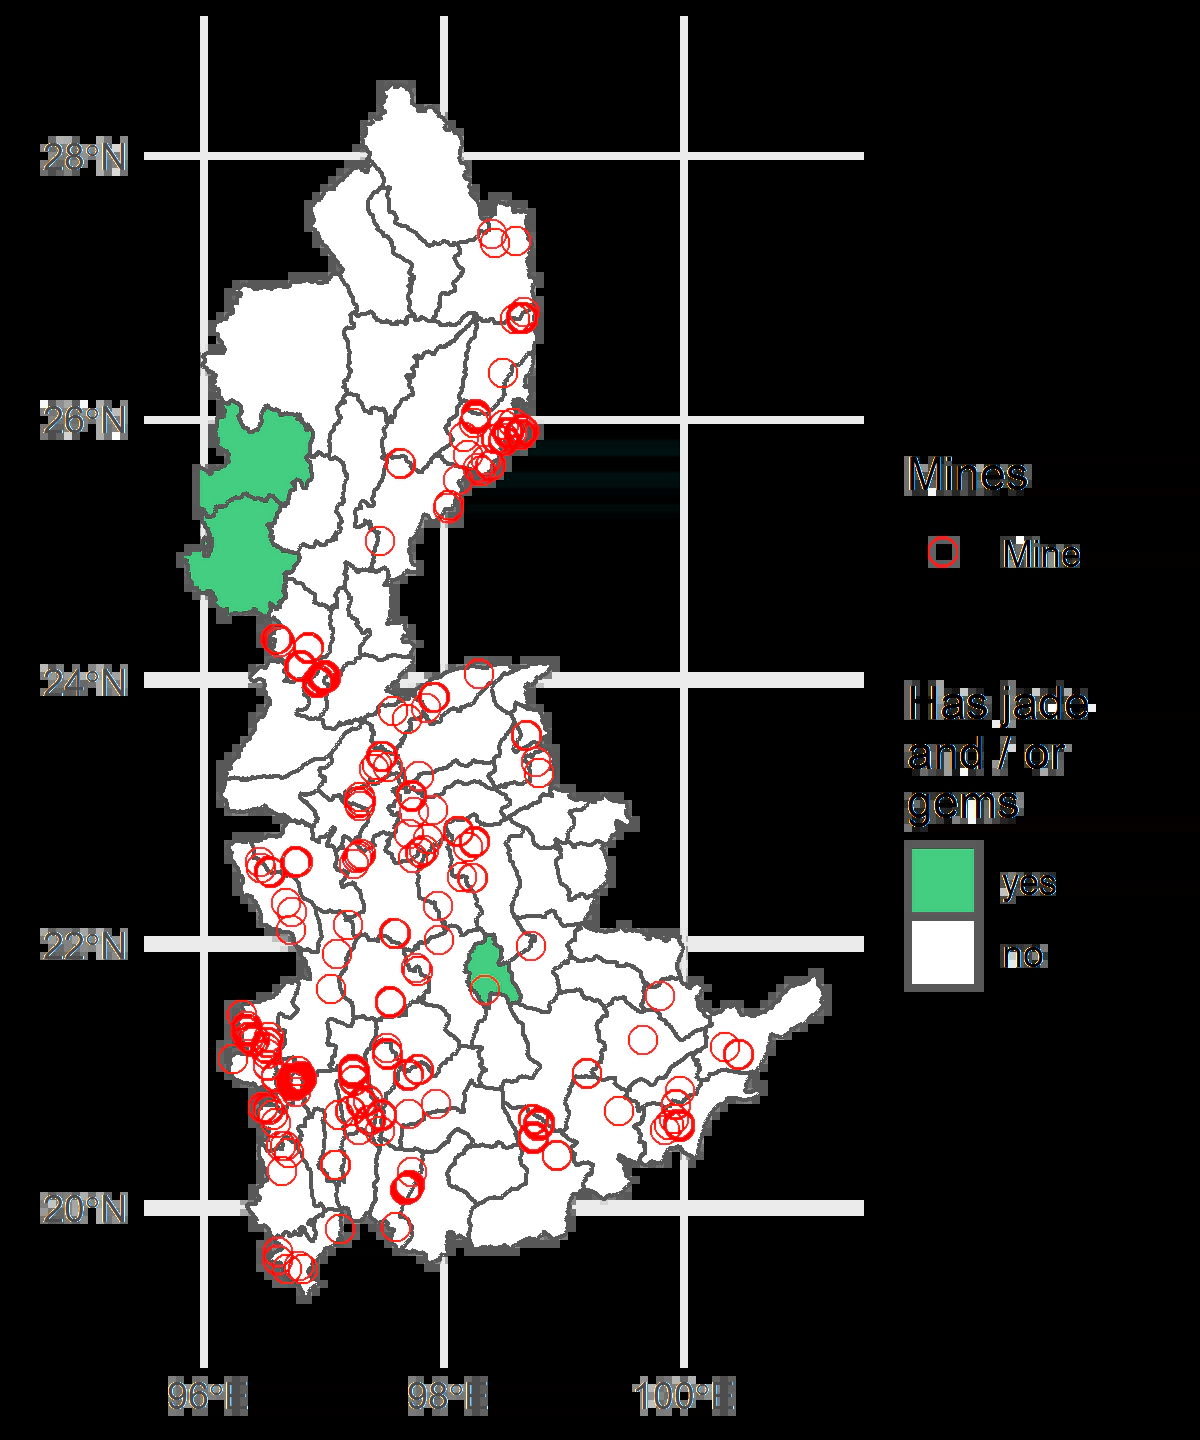 28°N
26°N
24°N
22°N
20°N
96°E
98°E
100°E
Mines
Mine
Has jade
and / or
gems
yes
no